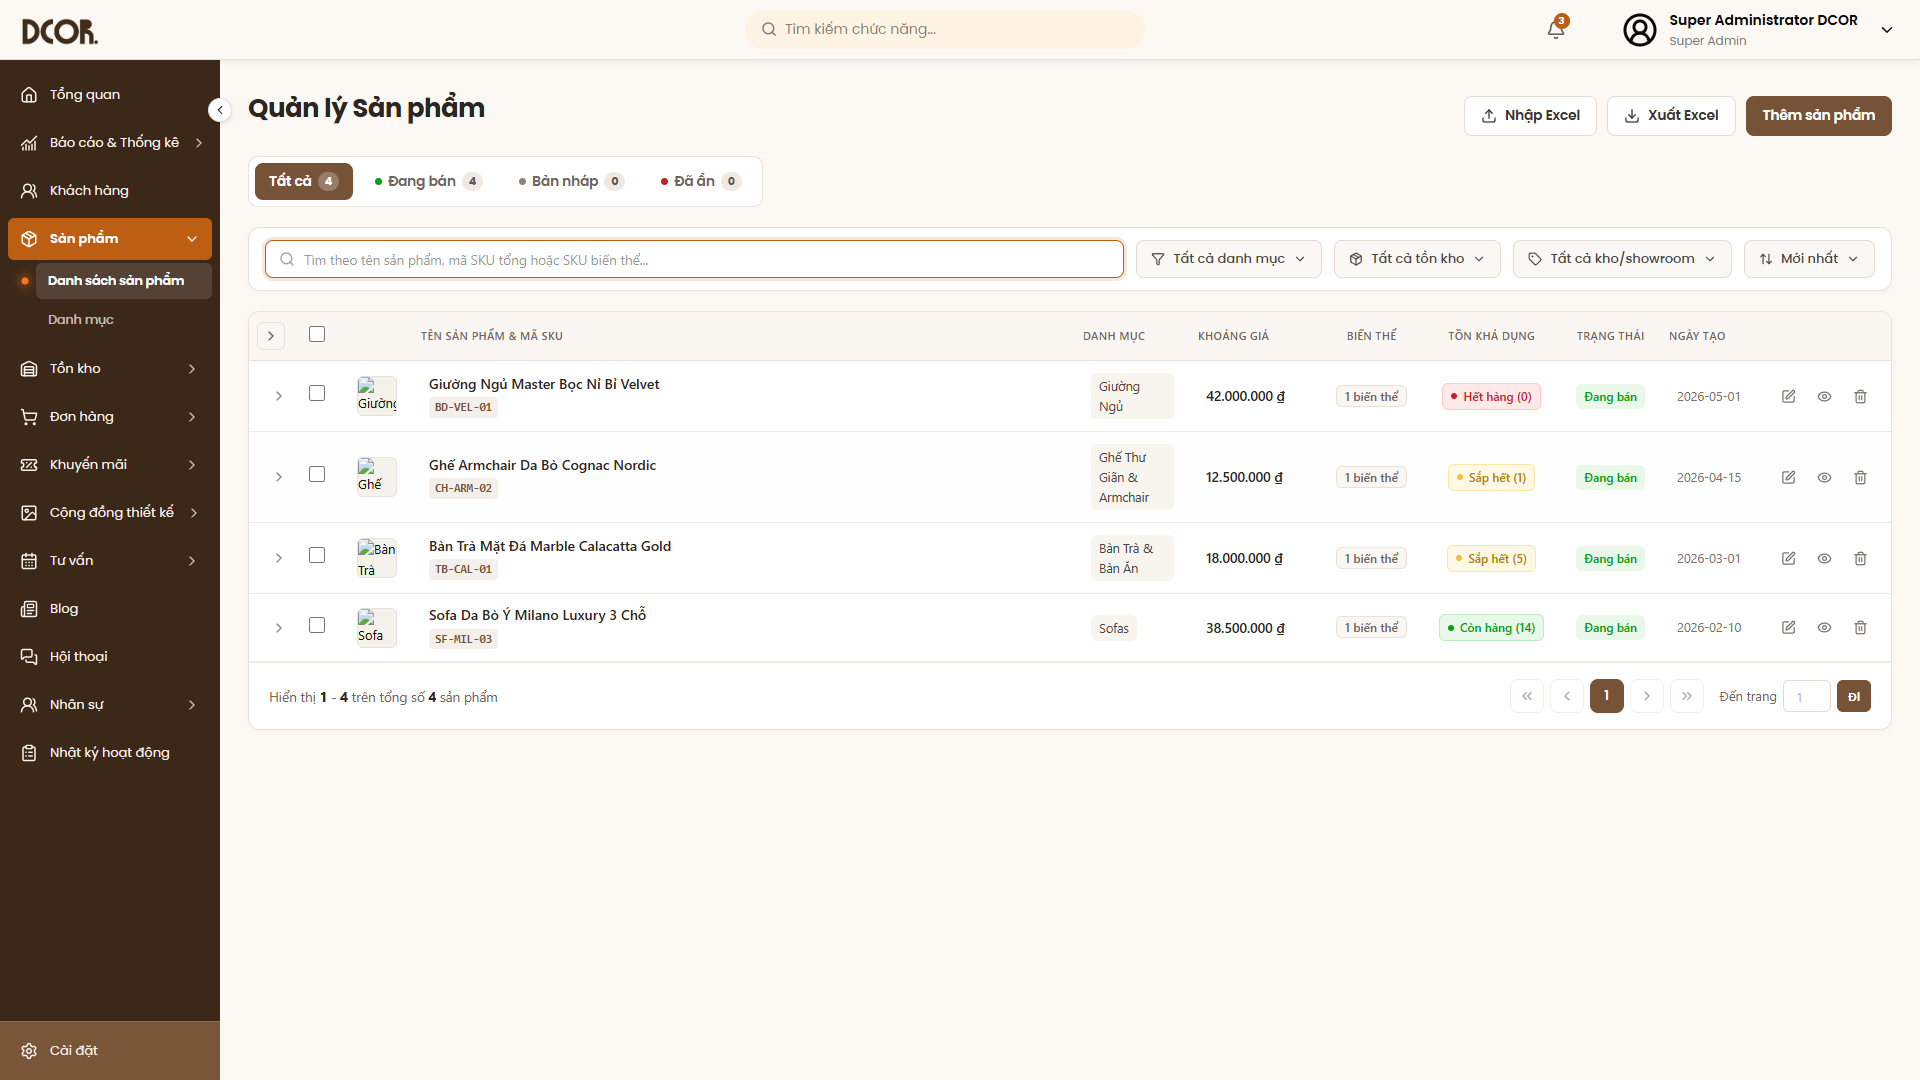 DCOR.
Tìm kiếm chức năng...
3
Super Administrator DCOR
Super Admin
Tổng quan
Báo cáo & Thống kê
Khách hàng
Sản phẩm
Danh sách sản phẩm
Danh mục
Tồn kho
Đơn hàng
Khuyến mãi
Cộng đồng thiết kế
Tư vấn
Blog
Hội thoại
Nhân sự
Nhật ký hoạt động
Cài đặt
Quản lý Sản phẩm
Nhập Excel
Xuất Excel
Thêm sản phẩm
Tất cả 4
Đang bán 4
Bản nháp 0
Đã ẩn 0
Tìm theo tên sản phẩm, mã SKU tổng hoặc SKU biến thể...
Tất cả danh mục
Tất cả tồn kho
Tất cả kho/showroom
Mới nhất
TÊN SẢN PHẨM & MÃ SKU
DANH MỤC
KHOẢNG GIÁ
BIẾN THỂ
TỒN KHẢ DỤNG
TRẠNG THÁI
NGÀY TẠO
Giường
Giường Ngủ Master Bọc Nỉ Bỉ Velvet
BD-VEL-01
Giường
Ngủ
42.000.000 ₫
1 biến thể
Hết hàng (0)
Đang bán
2026-05-01
Ghế
Ghế Armchair Da Bò Cognac Nordic
CH-ARM-02
Ghế Thư
Giãn &
Armchair
12.500.000 ₫
1 biến thể
Sắp hết (1)
Đang bán
2026-04-15
Bàn
Trà
Bàn Trà Mặt Đá Marble Calacatta Gold
TB-CAL-01
Bàn Trà &
Bàn Ăn
18.000.000 ₫
1 biến thể
Sắp hết (5)
Đang bán
2026-03-01
Sofa
Sofa Da Bò Ý Milano Luxury 3 Chỗ
SF-MIL-03
Sofas
38.500.000 ₫
1 biến thể
Còn hàng (14)
Đang bán
2026-02-10
Hiển thị 1 - 4 trên tổng số 4 sản phẩm
1
Đến trang
1
ĐI